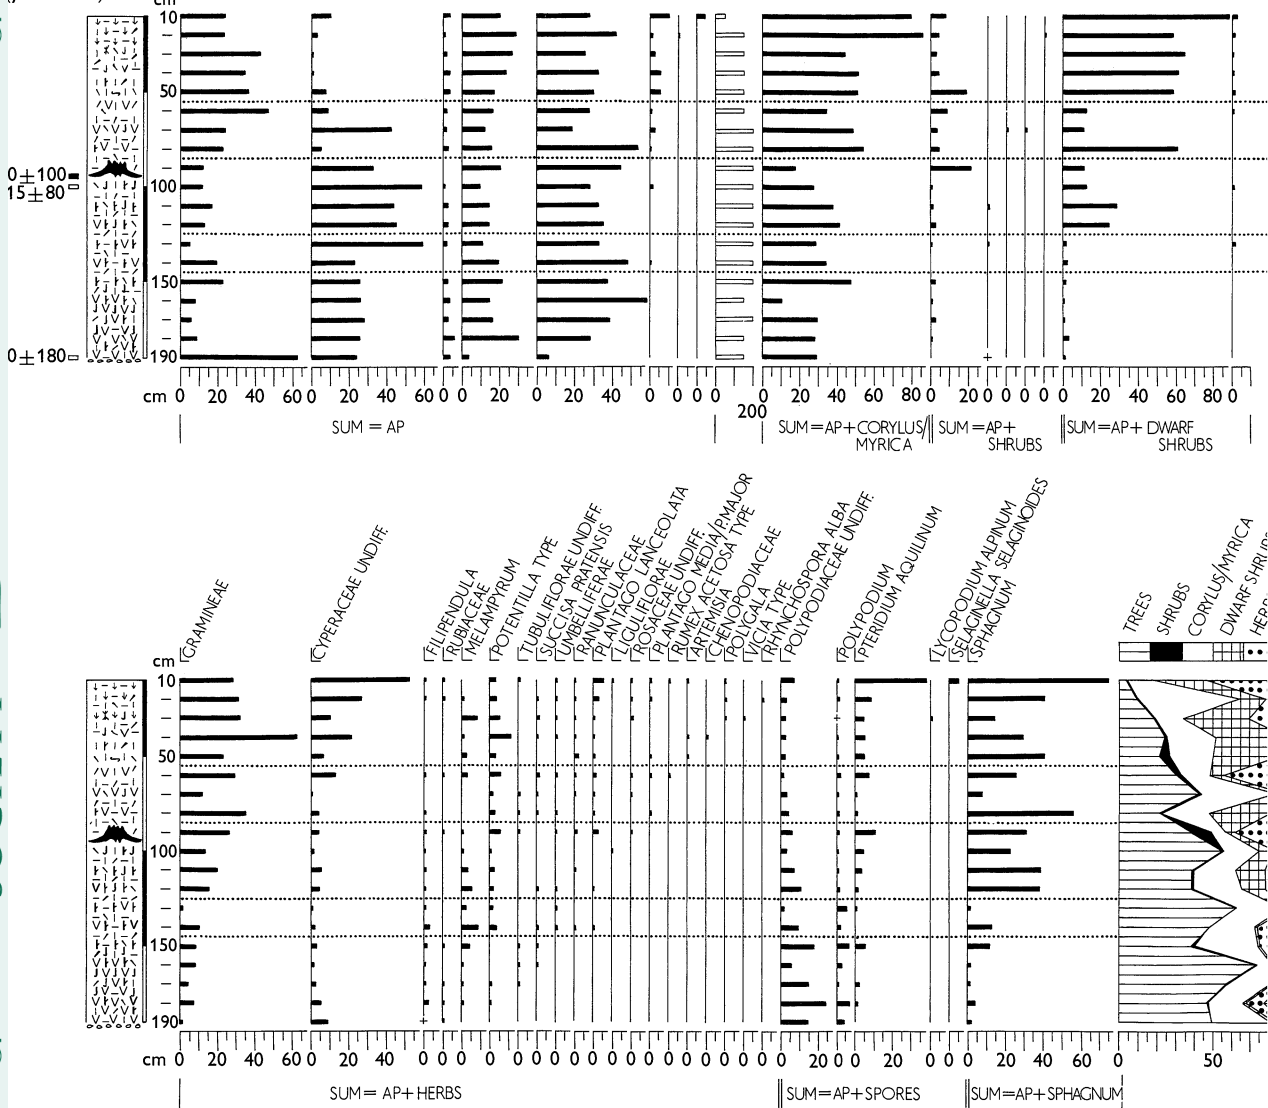 cm
10
50
0±100
15±80
100
150
0±180
190
cm 0 20 40 60 0 20 40 60 0 0 20 0 20 40 0 0 0 0 0 20 40 60 80 0 20 0 0 0 0 20 40 60 80 0
200
SUM = AP
SUM=AP+CORYLUS/
MYRICA
SUM=AP+
SHRUBS
SUM=AP+DWARF
SHRUBS
GRAMINEAE
CYPERACEAE UNDIFF.
FILIPENDULA
RUBIACEAE
MELAMPYRUM
POTENTILLA TYPE
TUBULIFLORAE UNDIFF.
SUCCISA PRATENSIS
UMBELLIFERAE
RANUNCULACEAE
PLANTAGO LANCEOLATA
LIGULIFLORAE
ROSACEAE UNDIFF.
PLANTAGO MEDIA/P.MAJOR
RUMEX ACETOSA TYPE
ARTEMISIA
CHENOPODIACEAE
POLYGALA
VICIA TYPE
RHYNCHOSPORA ALBA
POLYPODIACEAE UNDIFF.
POLYPODIUM
PTERIDIUM AQUILINUM
LYCOPODIUM ALPINUM
SELAGINELLA SELAGINOIDES
SPHAGNUM
TREES
SHRUBS
CORYLUS/MYRICA
DWARF SHRUBS
HERB
cm
10
50
100
150
190
cm 0 20 40 60 0 20 40 0 0 0 0 0 0 0 0 0 0 0 0 0 0 0 0 0 0 0 20 0 20 40 0 0 20 40 60 80 0 50
SUM= AP+HERBS
SUM=AP+SPORES
SUM=AP+SPHAGNUM